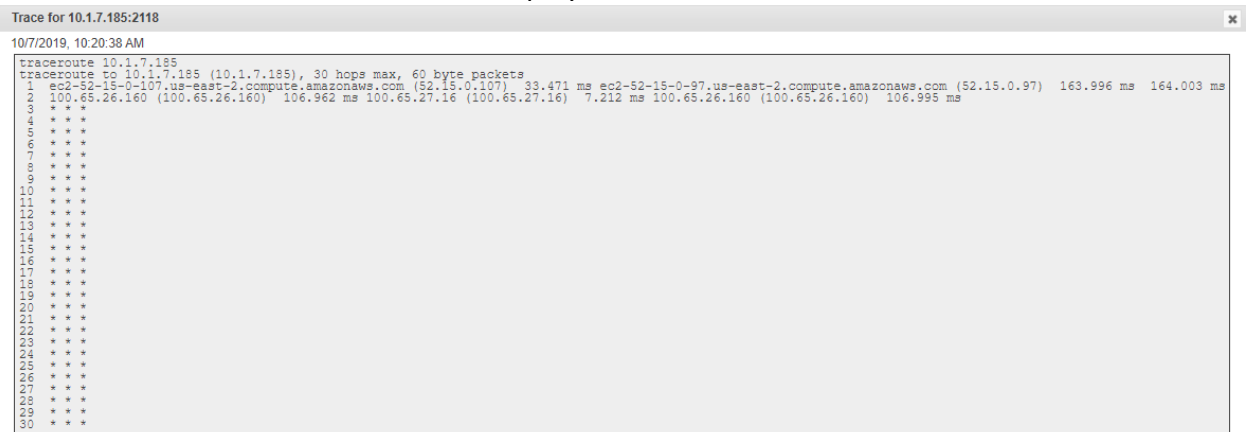 Trace for 10.1.7.185:2118
10/7/2019, 10:20:38 AM
traceroute 10.1.7.185
traceroute to 10.1.7.185 (10.1.7.185), 30 hops max, 60 byte packets
1 ec2-52-15-0-107.us-east-2.compute.amazonaws.com (52.15.0.107) 33.471 ms ec2-52-15-0-97.us-east-2.compute.amazonaws.com (52.15.0.97) 163.996 ms 164.003 ms
2 100.65.26.160 (100.65.26.160) 106.962 ms 100.65.27.16 (100.65.27.16) 7.212 ms 100.65.26.160 (100.65.26.160) 106.995 ms
3 * * *
4 * * *
5 * * *
6 * * *
7 * * *
8 * * *
9 * * *
10 * * *
11 * * *
12 * * *
13 * * *
14 * * *
15 * * *
16 * * *
17 * * *
18 * * *
19 * * *
20 * * *
21 * * *
22 * * *
23 * * *
24 * * *
25 * * *
26 * * *
27 * * *
28 * * *
29 * * *
30 * * *